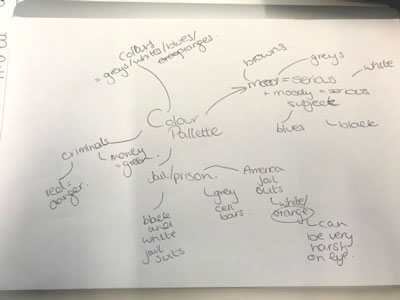 colours
= greys/white/blues/
oranges
browns.
greys
white
mood = serious
+ moody = serious
subject
blues
black
Colour
Pallette
criminals
money
= green
red =
danger.
Jail/prison.
black
and
white
jail
suits
grey
cell
bars.
America
jail
suits
white/
orange
can
be very
harsh
on eye.